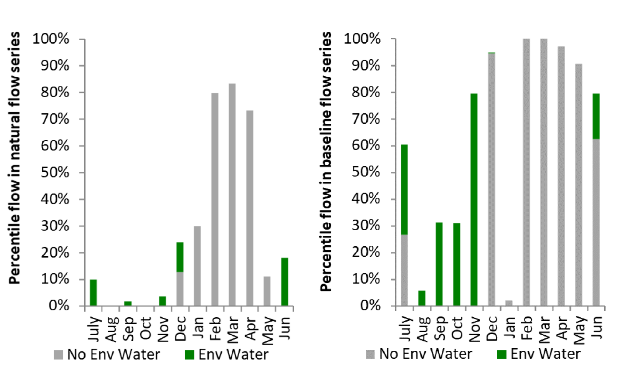 Percentile flow in natural flow series
100%
90%
80%
70%
60%
50%
40%
30%
20%
10%
0%
July
Aug
Sep
Oct
Nov
Dec
Jan
Feb
Mar
Apr
May
Jun
No Env Water
Env Water
Percentile flow in baseline flow series
100%
90%
80%
70%
60%
50%
40%
30%
20%
10%
0%
July
Aug
Sep
Oct
Nov
Dec
Jan
Feb
Mar
Apr
May
Jun
No Env Water
Env Water